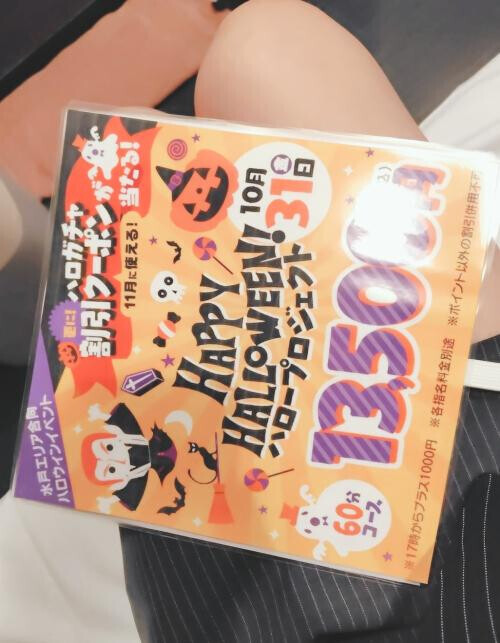 水戸エリア合同
ハロウィンイベント
更に!
ハロガチャ
割引クーポンが
当たる!
11月に使える!
10月
31日
金
HAPPY
HALLOWEEN!
ハロープロジェクト
60分
コース
13,500円
※17時からプラス1000円 ※各指名料金別途 ※ポイント以外の割引併用不可